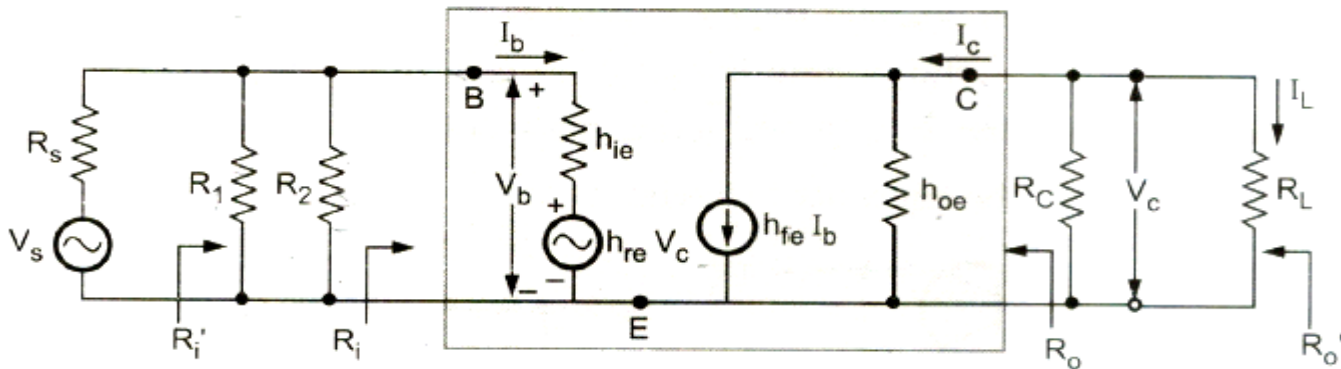 I_b
I_c
B
+
C
I_L
R_s
R_1
R_2
V_b
h_ie
+
h_re V_c
h_fe I_b
h_oe
R_C
V_c
R_L
V_s
−
−
E
R_i'
R_i
R_o
R_o'